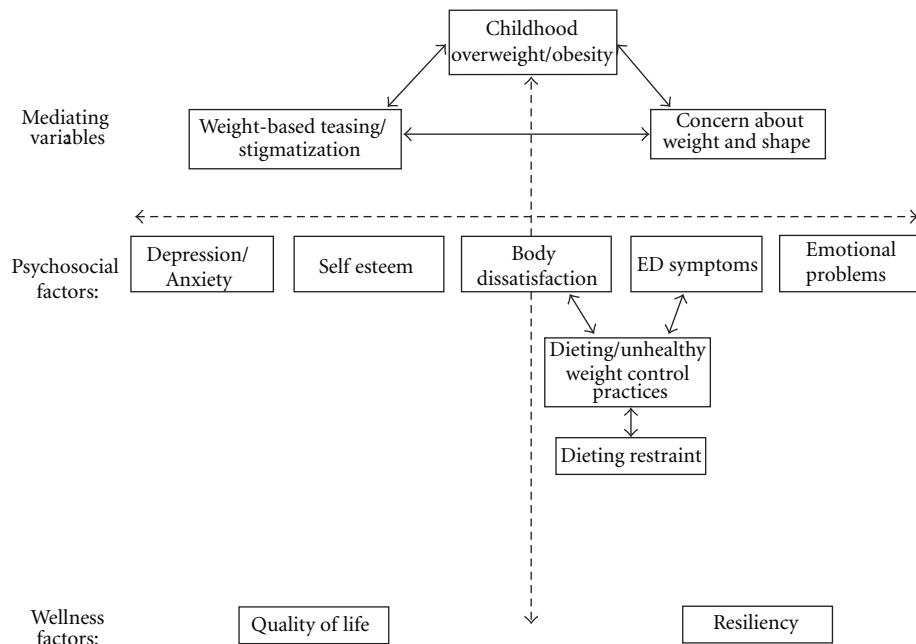 Childhood
overweight/obesity
Mediating
variables
Weight-based teasing/
stigmatization
Concern about
weight and shape
Psychosocial
factors:
Depression/
Anxiety
Self esteem
Body
dissatisfaction
ED symptoms
Emotional
problems
Dieting/unhealthy
weight control
practices
Dieting restraint
Wellness
factors:
Quality of life
Resiliency